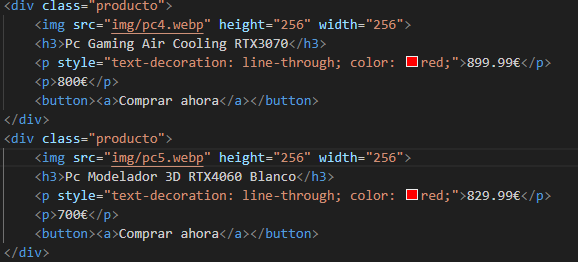 <div class="producto">
<img src="img/pc4.webp" height="256" width="256">
<h3>Pc Gaming Air Cooling RTX3070</h3>
<p style="text-decoration: line-through; color: red;">899.99€</p>
<p>800€</p>
<button><a>Comprar ahora</a></button>
</div>
<div class="producto">
<img src="img/pc5.webp" height="256" width="256">
<h3>Pc Modelador 3D RTX4060 Blanco</h3>
<p style="text-decoration: line-through; color: red;">829.99€</p>
<p>700€</p>
<button><a>Comprar ahora</a></button>
</div>